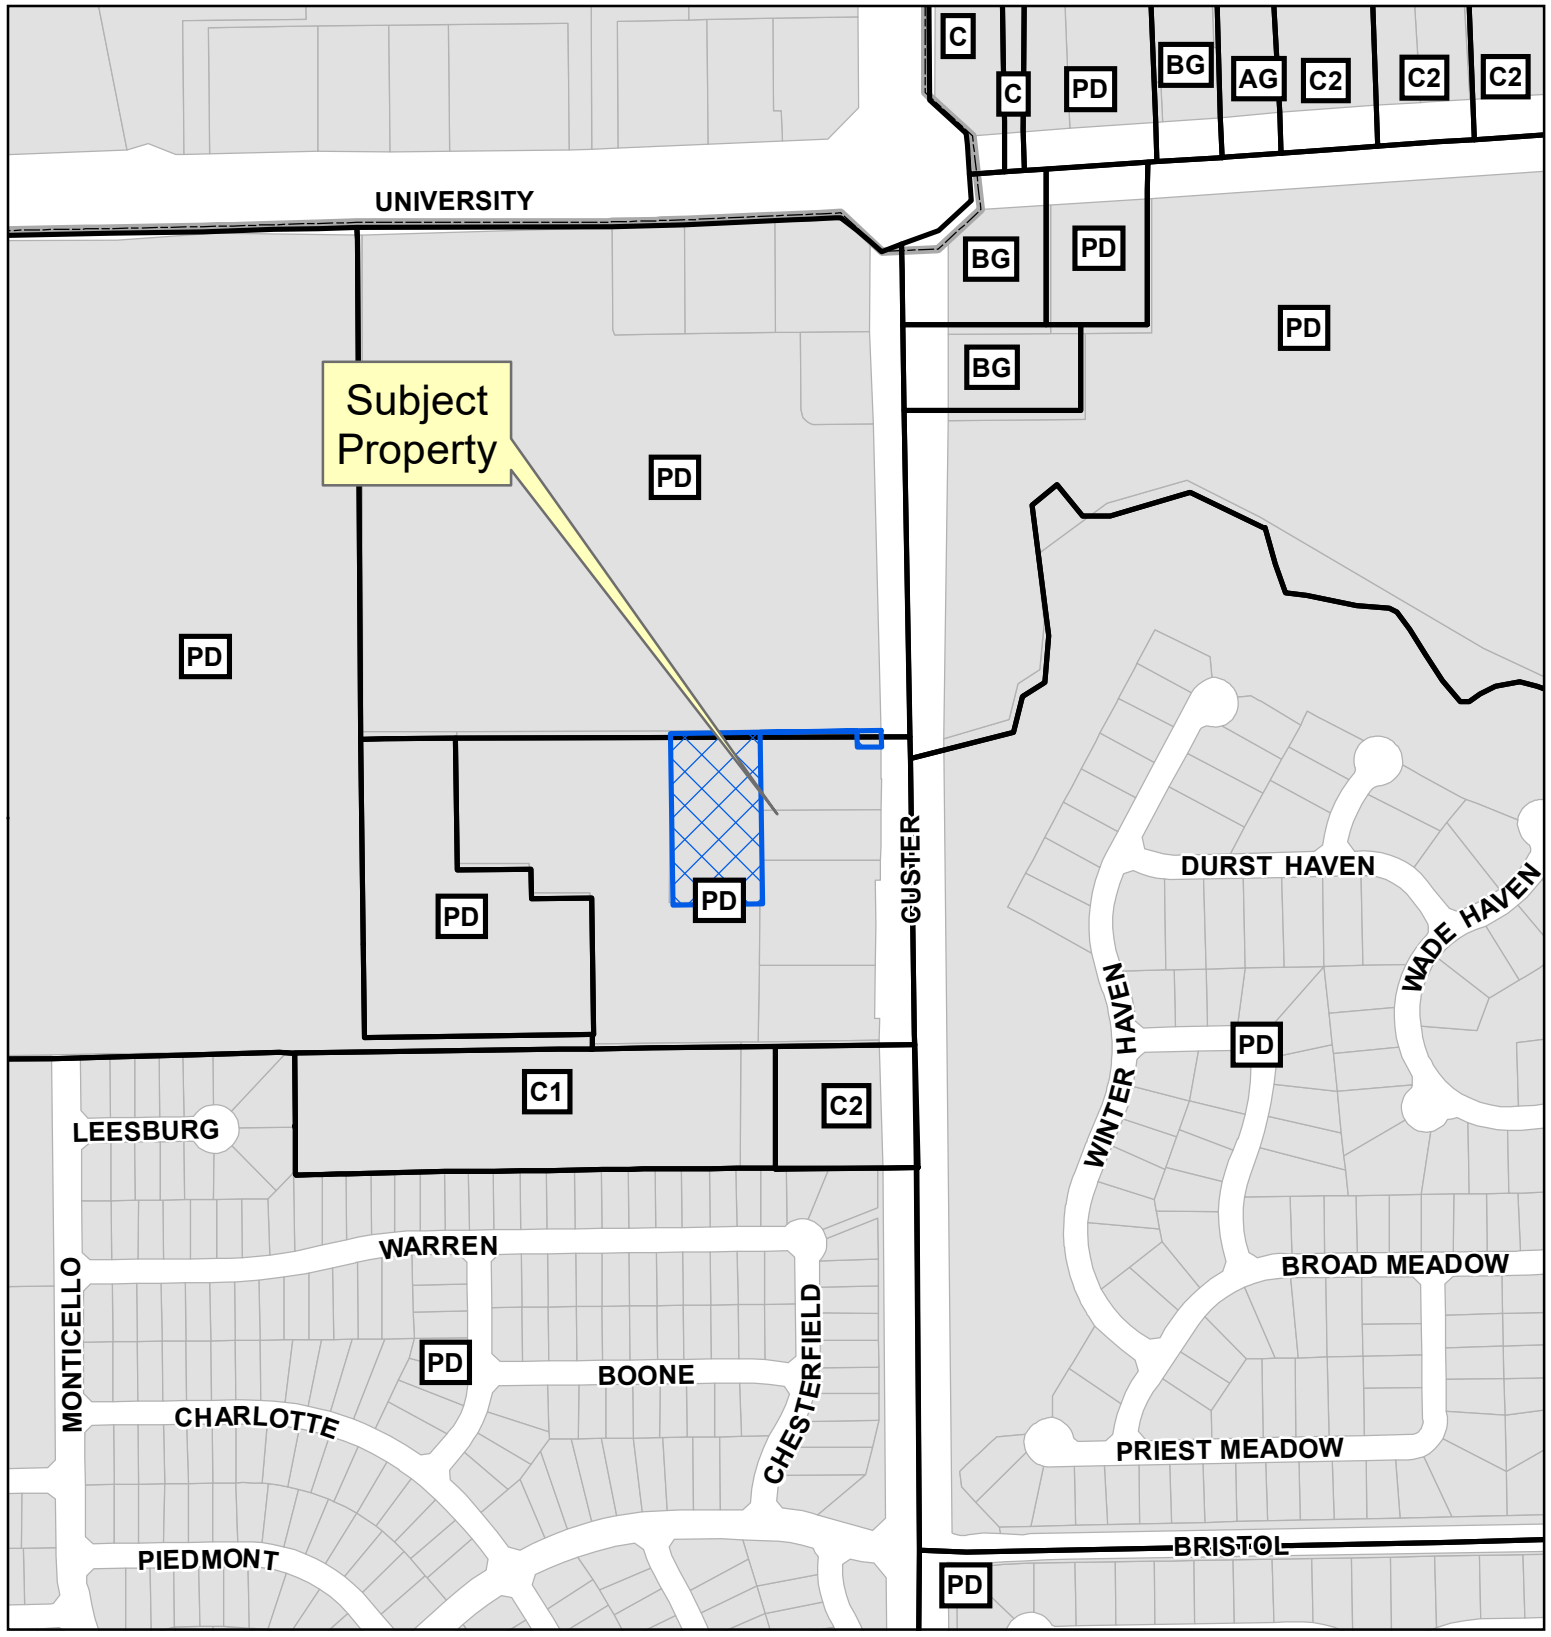 C
C
PD
BG
AG
C2
C2
C2
UNIVERSITY
BG
PD
PD
BG
Subject
Property
PD
PD
CUSTER
DURST HAVEN
WADE HAVEN
PD
PD
WINTER HAVEN
PD
C1
C2
LEESBURG
WARREN
BROAD MEADOW
MONTICELLO
CHESTERFIELD
PD
BOONE
CHARLOTTE
PRIEST MEADOW
PIEDMONT
BRISTOL
PD